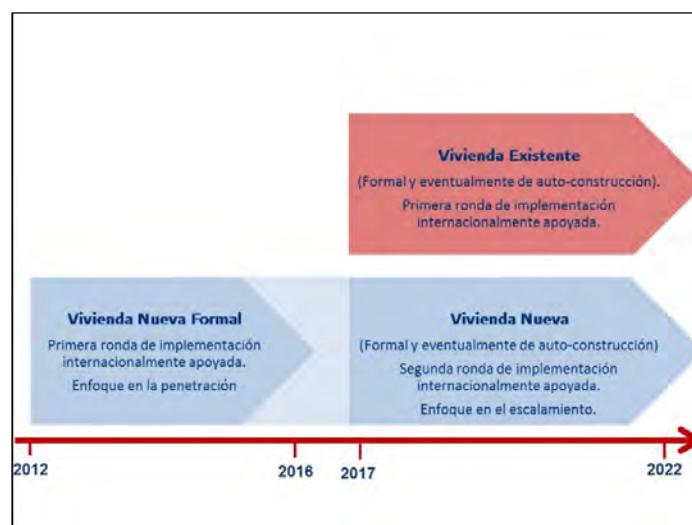 Vivienda Existente
(Formal y eventualmente de auto-construcción).
Primera ronda de implementación
internacionalmente apoyada.
Vivienda Nueva Formal
Primera ronda de implementación
internacionalmente apoyada.
Enfoque en la penetración
Vivienda Nueva
(Formal y eventualmente de auto-construcción)
Segunda ronda de implementación
internacionalmente apoyada.
Enfoque en el escalamiento.
2012
2016
2017
2022